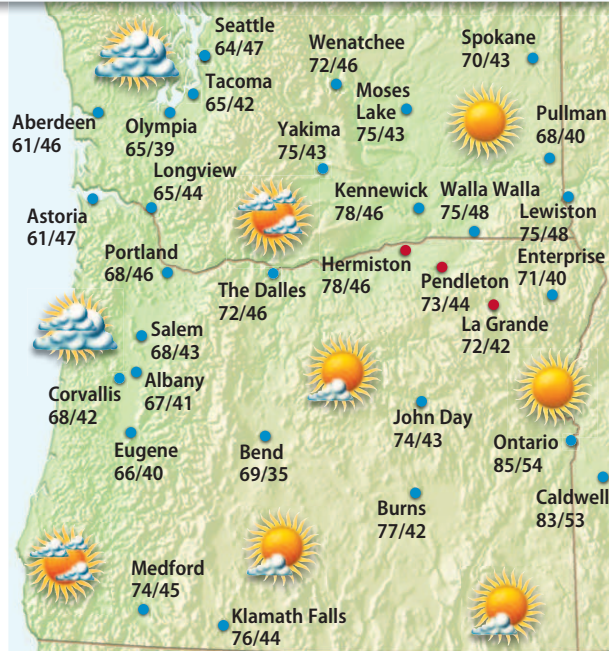 Seattle
64/47
Wenatchee
72/46
Spokane
70/43
Tacoma
65/42
Moses
Lake
75/43
Aberdeen
61/46
Olympia
65/39
Yakima
75/43
Pullman
68/40
Longview
65/44
Kennewick
78/46
Walla Walla
75/48
Lewiston
75/48
Astoria
61/47
Portland
68/46
The Dalles
72/46
Hermiston
78/46
Pendleton
73/44
Enterprise
71/40
La Grande
72/42
Salem
68/43
Albany
67/41
Corvallis
68/42
John Day
74/43
Eugene
66/40
Bend
69/35
Ontario
85/54
Burns
77/42
Caldwell
83/53
Medford
74/45
Klamath Falls
76/44